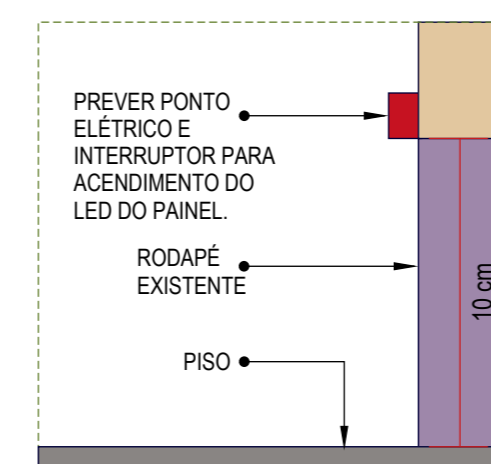 PREVER PONTO
ELÉTRICO E
INTERRUPTOR PARA
ACENDIMENTO DO
LED DO PAINEL.
RODAPÉ
EXISTENTE
10 cm
PISO